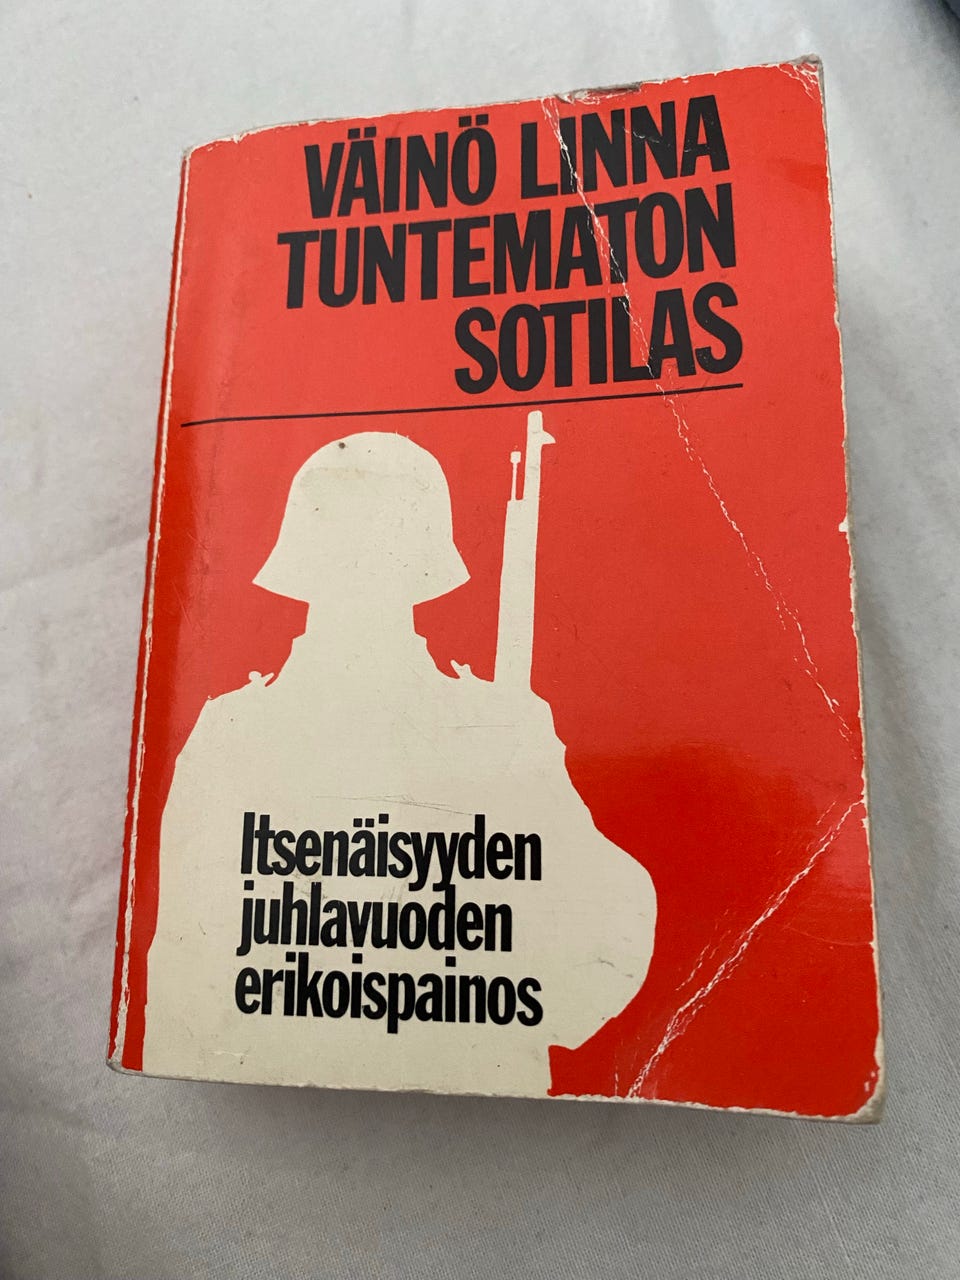 VÄINÖ LINNA
TUNTEMATON
SOTILAS
Itsenäisyyden
juhlavuoden
erikoispainos